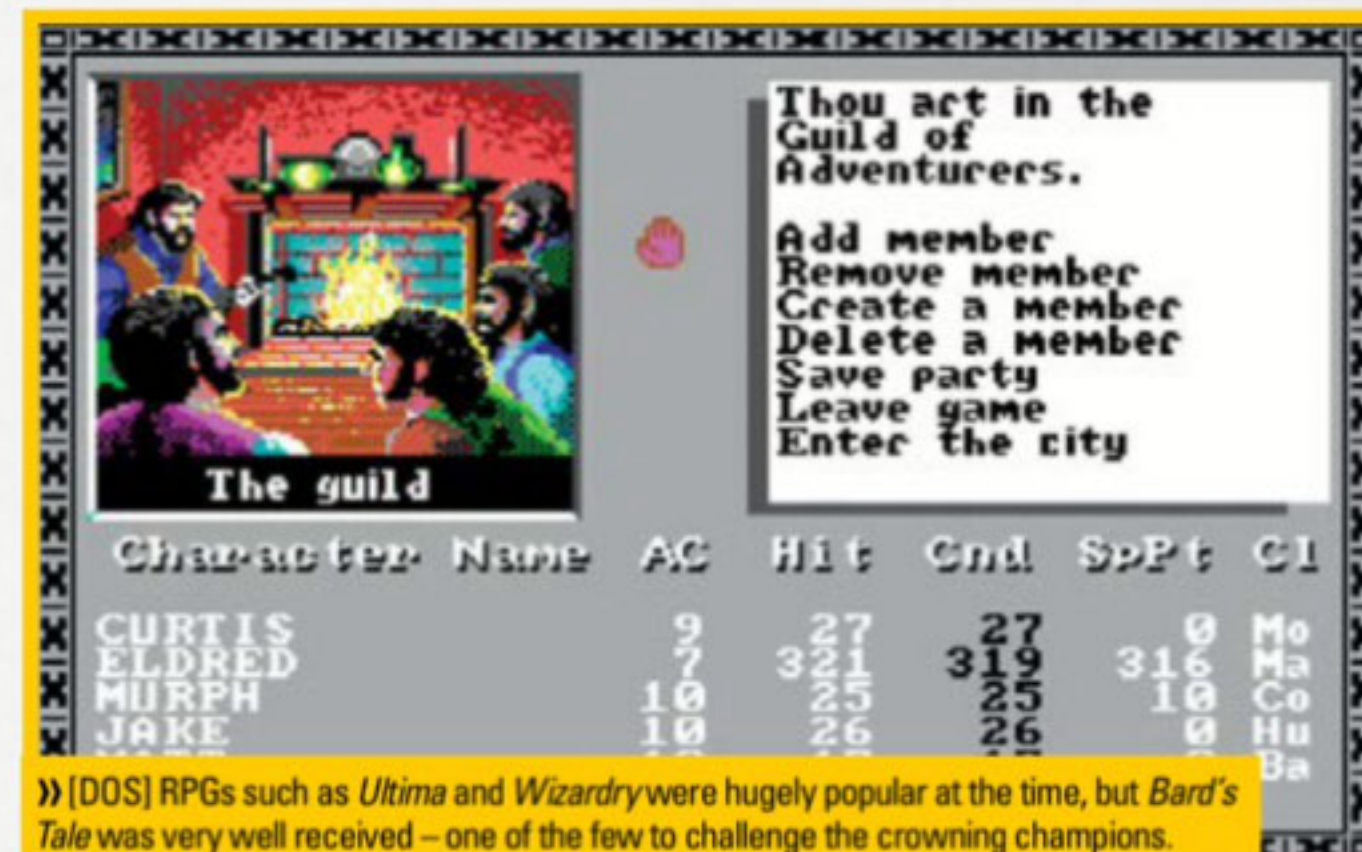 Thou art in the
Guild of
Adventurers.
Add member
Remove member
Create a member
Delete a member
Save party
Leave game
Enter the city
The guild
Character Name AC Hit Cnd SpPt Cl
CURTIS 9 27 27 0 Mo
ELDRED 7 321 319 316 Ma
MURPH 10 25 25 10 Co
JAKE 10 26 26 0 Hu
Ba
» [DOS] RPGs such as Ultima and Wizardry were hugely popular at the time, but Bard's
Tale was very well received – one of the few to challenge the crowning champions.